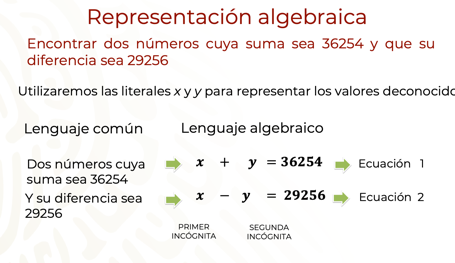 Representación algebraica
Encontrar dos números cuya suma sea 36254 y que su
diferencia sea 29256
Utilizaremos las literales x y y para representar los valores deconocido
Lenguaje común
Lenguaje algebraico
Dos números cuya
suma sea 36254
x + y = 36254
Ecuación 1
Y su diferencia sea
29256
x − y = 29256
Ecuación 2
PRIMER
INCÓGNITA
SEGUNDA
INCÓGNITA